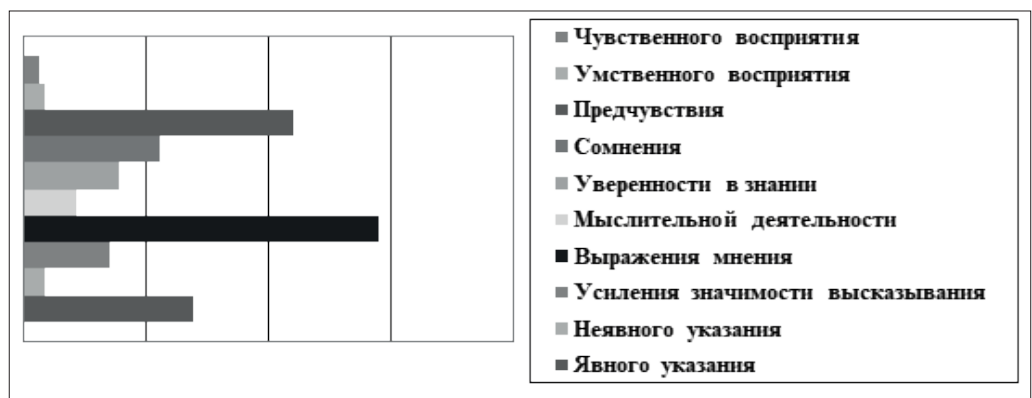 Чувственного восприятия
Умственного восприятия
Предчувствия
Сомнения
Уверенности в знании
Мыслительной деятельности
Выражения мнения
Усиления значимости высказывания
Неявного указания
Явного указания